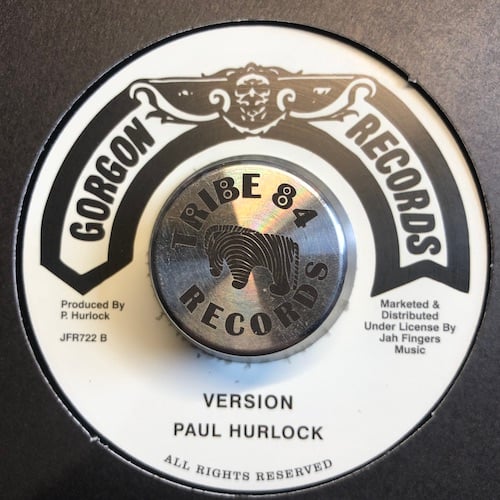 GORGON RECORDS
TRIBE 84
RECORDS
Produced By
P. Hurlock
JFR722 B
Marketed &
Distributed
Under License By
Jah Fingers
Music
VERSION
PAUL HURLOCK
ALL RIGHTS RESERVED